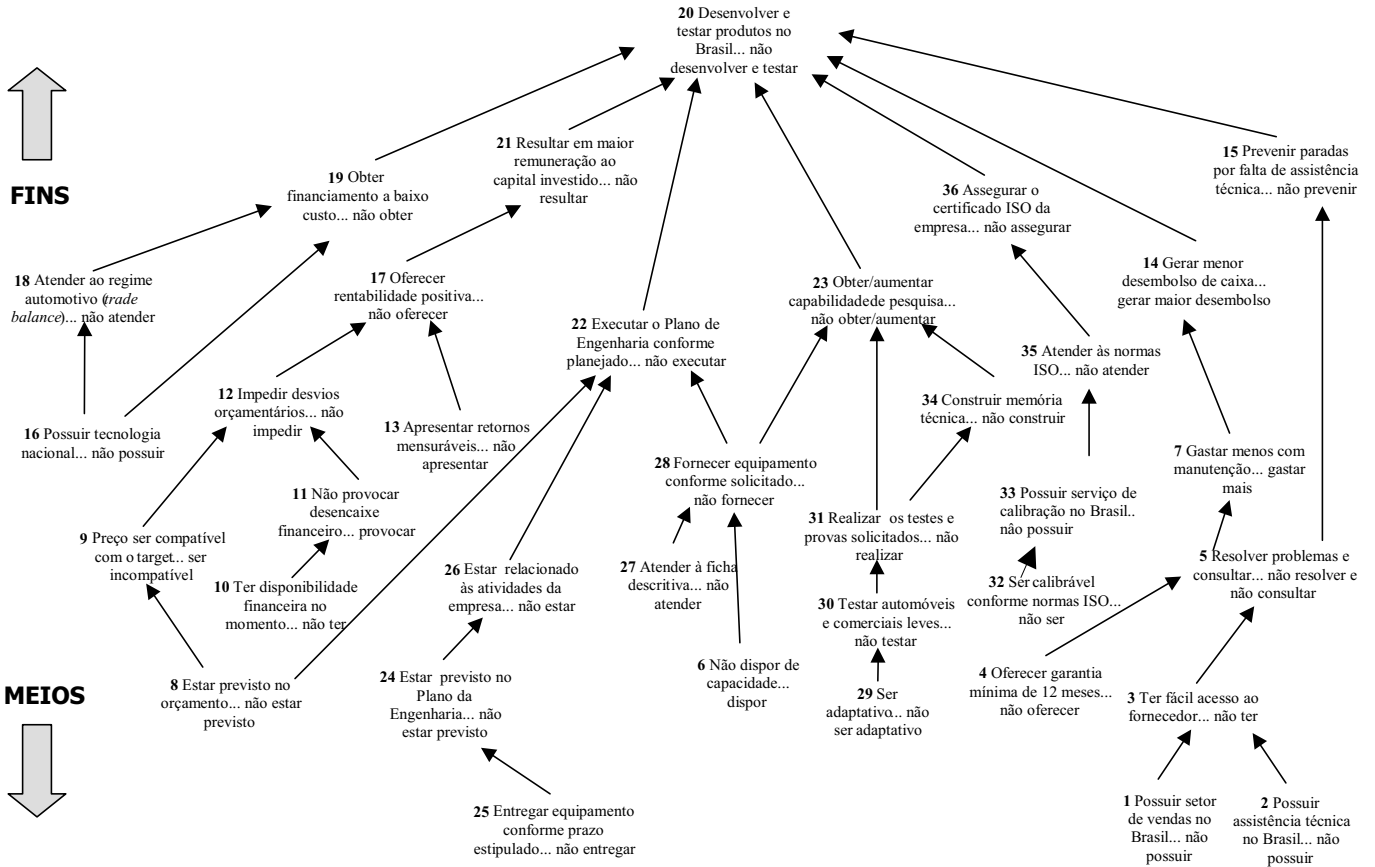 20 Desenvolver e
testar produtos no
Brasil... não
desenvolver e testar
FINS
21 Resultar em maior
remuneração ao
capital investido... não
resultar
15 Prevenir paradas
por falta de assistência
técnica... não prevenir
19 Obter
financiamento a baixo
custo... não obter
36 Assegurar o
certificado ISO da
empresa... não assegurar
18 Atender ao regime
automotivo (trade
balance)... não atender
17 Oferecer
rentabilidade positiva...
não oferecer
23 Obter/aumentar
capabilidade de pesquisa...
não obter/aumentar
14 Gerar menor
desembolso de caixa...
gerar maior desembolso
22 Executar o Plano de
Engenharia conforme
planejado... não executar
35 Atender às normas
ISO... não atender
12 Impedir desvios
orçamentários... não
impedir
34 Construir memória
técnica... não construir
16 Possuir tecnologia
nacional... não possuir
13 Apresentar retornos
mensuráveis... não
apresentar
28 Fornecer equipamento
conforme solicitado...
não fornecer
7 Gastar menos com
manutenção... gastar
mais
11 Não provocar
desencaixe
financeiro... provocar
33 Possuir serviço de
calibração no Brasil..
nâo possuir
31 Realizar os testes e
provas solicitados... não
realizar
9 Preço ser compatível
com o target... ser
incompatível
5 Resolver problemas e
consultar... não resolver e
não consultar
26 Estar relacionado
às atividades da
empresa... não estar
27 Atender à ficha
descritiva... não
atender
10 Ter disponibilidade
financeira no
momento... não ter
32 Ser calibrável
conforme normas ISO...
não ser
30 Testar automóveis
e comerciais leves...
não testar
MEIOS
8 Estar previsto no
orçamento... não estar
previsto
24 Estar previsto no
Plano da
Engenharia... não
estar previsto
6 Não dispor de
capacidade...
dispor
29 Ser
adaptativo... não
ser adaptativo
4 Oferecer garantia
mínima de 12 meses...
não oferecer
3 Ter fácil acesso ao
fornecedor... não ter
25 Entregar equipamento
conforme prazo
estipulado... não entregar
1 Possuir setor
de vendas no
Brasil... não
possuir
2 Possuir
assistência técnica
no Brasil... não
possuir